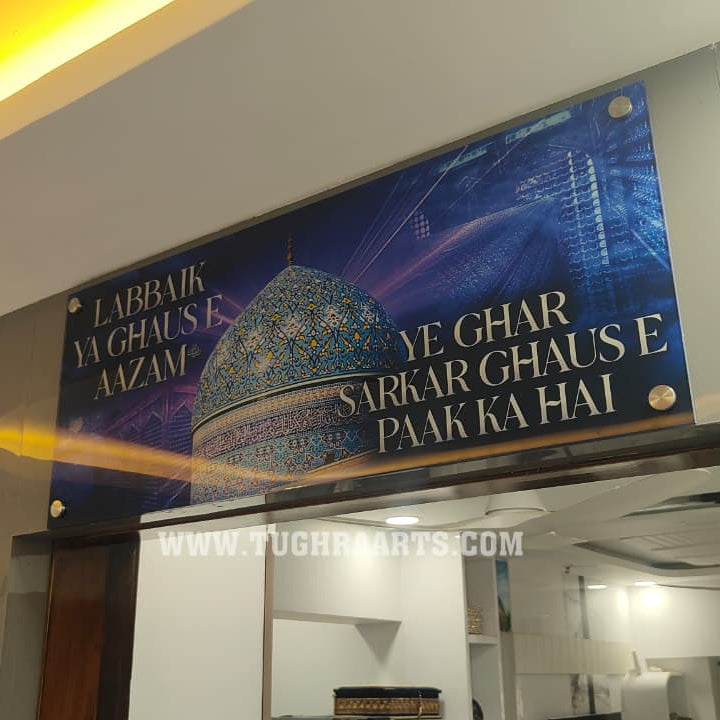 LABBAIK
YA GHAUS E
AAZAM
YE GHAR
SARKAR GHAUS E
PAAK KA HAI
WWW.TUGHRAARTS.COM